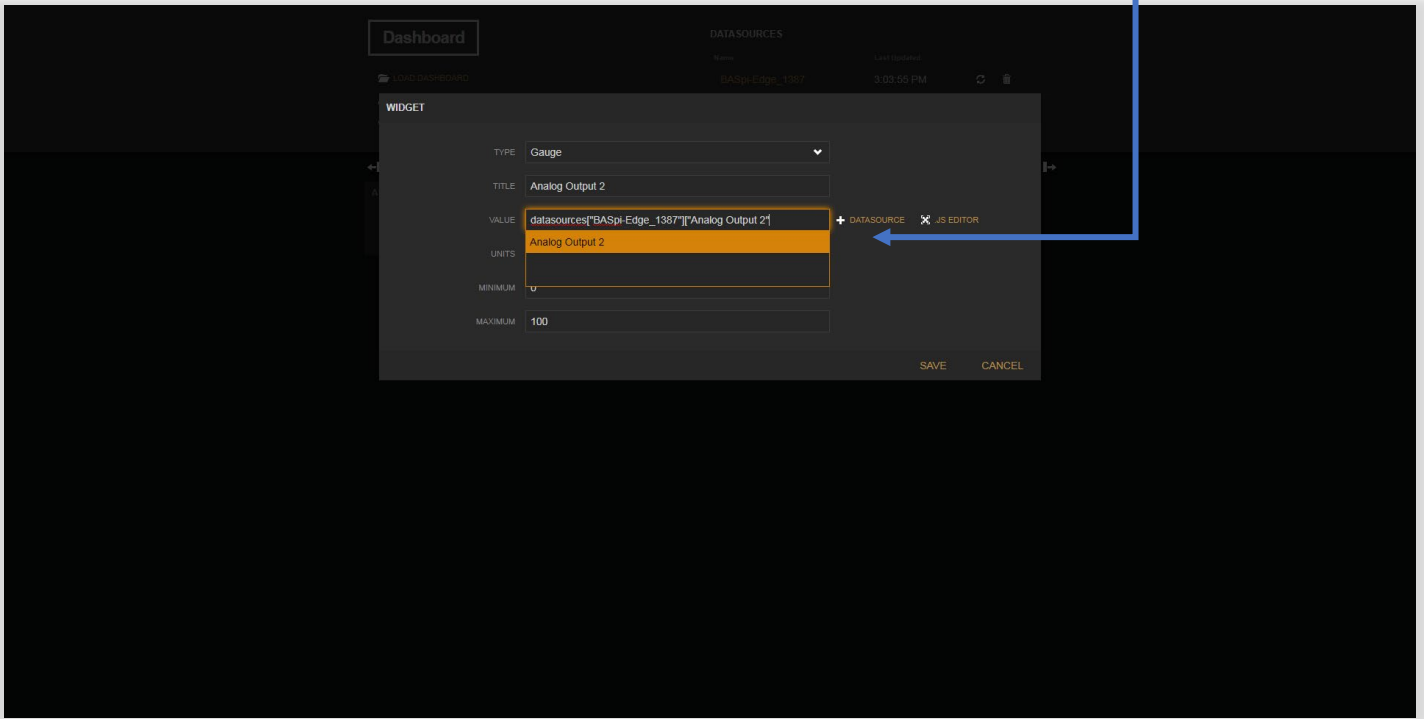 Dashboard
DATASOURCES
Name
Last Updated
LOAD DASHBOARD
BASpi-Edge_1387
3:03:55 PM
WIDGET
TYPE
Gauge
TITLE
Analog Output 2
VALUE
datasources["BASpi-Edge_1387"]["Analog Output 2"
DATASOURCE
.JS EDITOR
Analog Output 2
UNITS
MINIMUM
0
MAXIMUM
100
SAVE
CANCEL